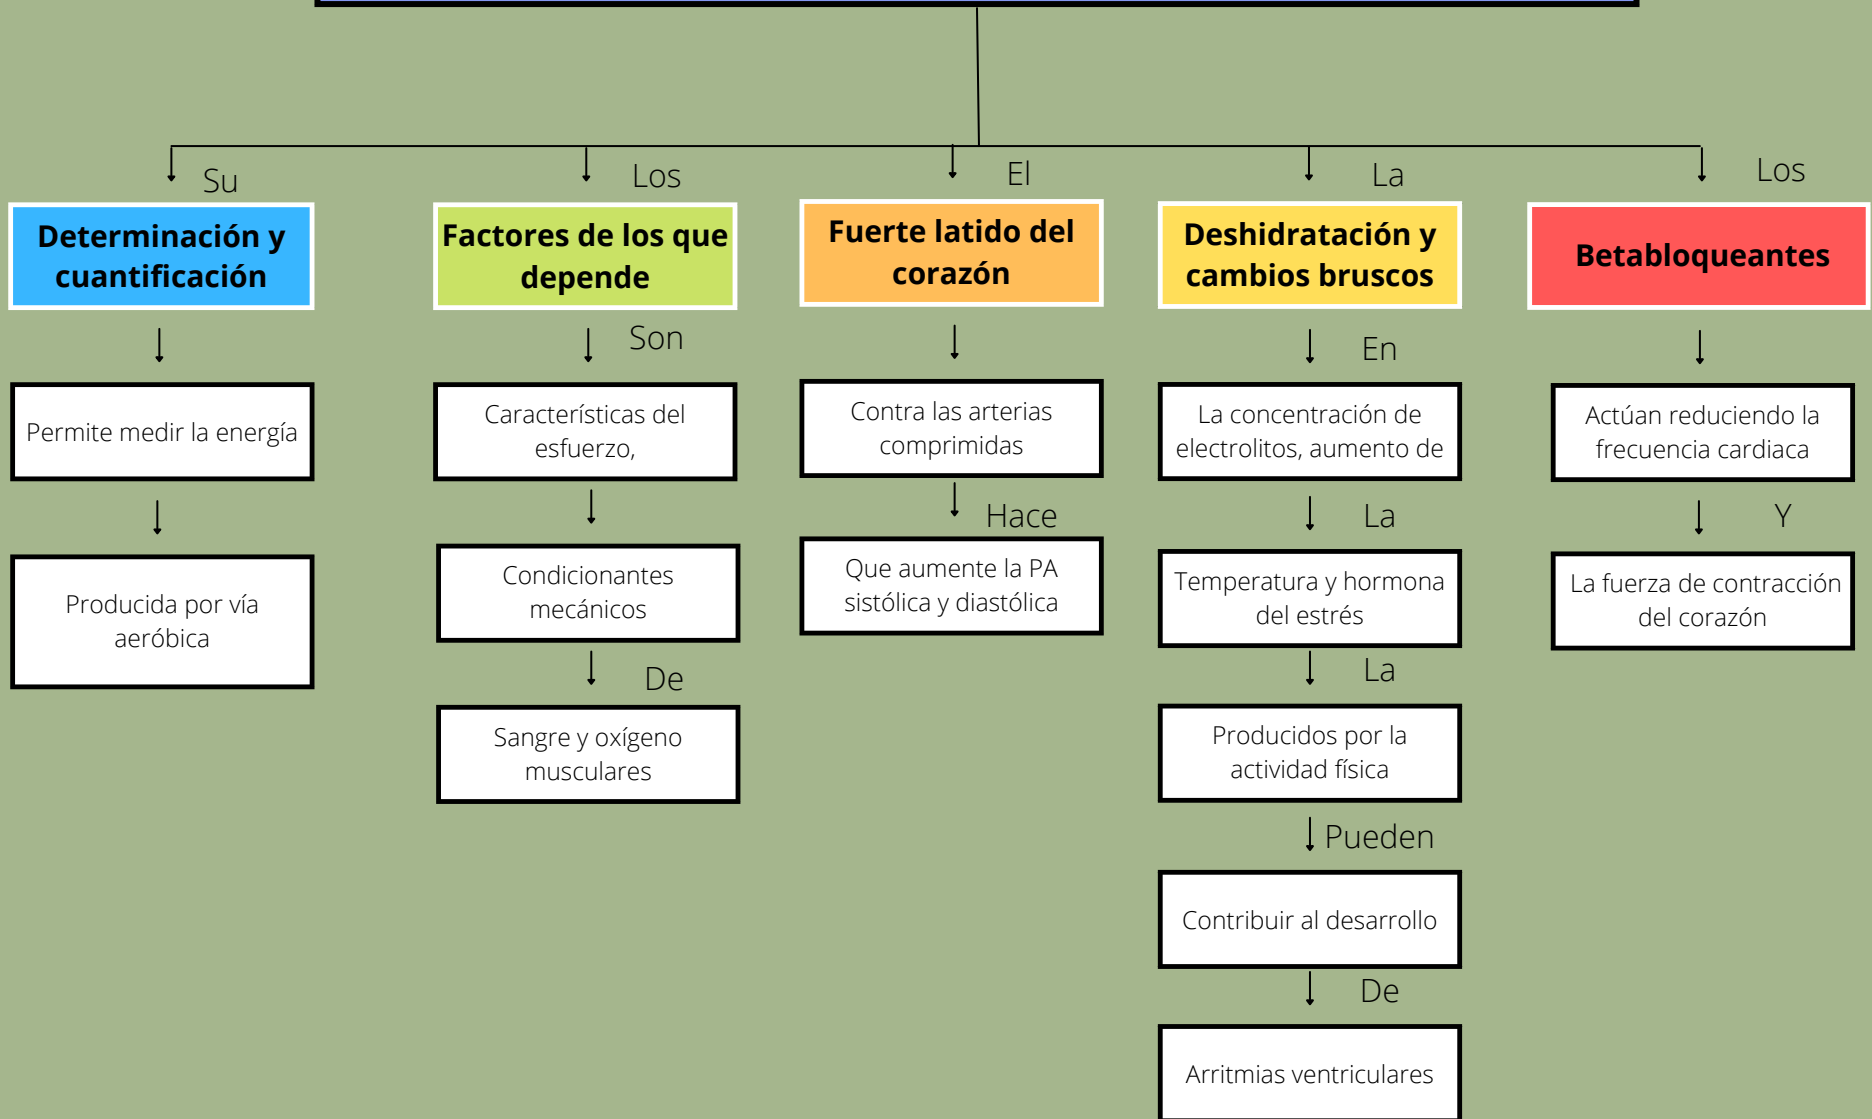 Su
Determinación y
cuantificación
Permite medir la energía
Producida por vía
aeróbica
Los
Factores de los que
depende
Son
Características del
esfuerzo,
Condicionantes
mecánicos
De
Sangre y oxígeno
musculares
El
Fuerte latido del
corazón
Contra las arterias
comprimidas
Hace
Que aumente la PA
sistólica y diastólica
La
Deshidratación y
cambios bruscos
En
La concentración de
electrolitos, aumento de
La
Temperatura y hormona
del estrés
La
Producidos por la
actividad física
Pueden
Contribuir al desarrollo
De
Arritmias ventriculares
Los
Betabloqueantes
Actúan reduciendo la
frecuencia cardiaca
Y
La fuerza de contracción
del corazón